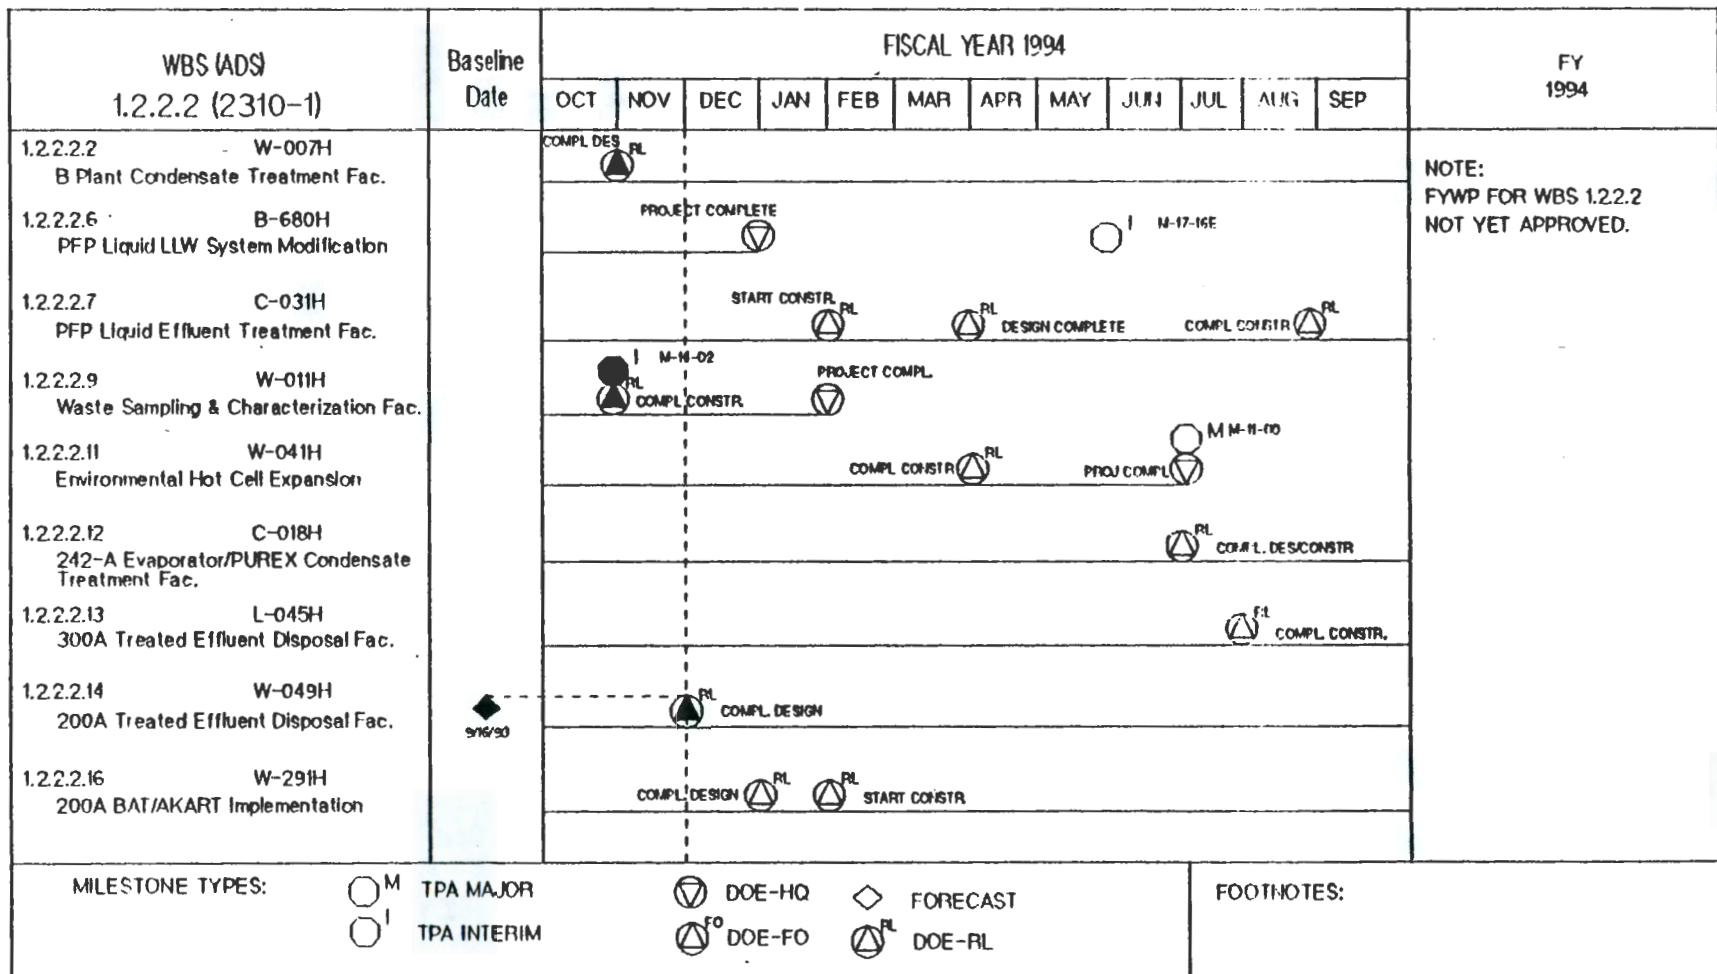 WBS (ADS)
1.2.2.2 (2310-1)
Baseline
Date
FISCAL YEAR 1994
OCT NOV DEC JAN FEB MAR APR MAY JUN JUL AUG SEP
FY
1994
1.2.2.2.2 W-007H
B Plant Condensate Treatment Fac.
COMPL DES RL
1.2.2.2.6 B-680H
PFP Liquid LLW System Modification
PROJECT COMPLETE
I M-17-16E
1.2.2.2.7 C-031H
PFP Liquid Effluent Treatment Fac.
START CONSTR. RL
RL DESIGN COMPLETE
COMPL CONSTR RL
1.2.2.2.9 W-011H
Waste Sampling & Characterization Fac.
I
RL COMPL CONSTR.
PROJECT COMPL.
1.2.2.2.11 W-041H
Environmental Hot Cell Expansion
COMPL CONSTR RL
M M-11-00
PROJ COMPL
1.2.2.2.12 C-018H
242-A Evaporator/PUREX Condensate
Treatment Fac.
RL
COMPL. DES/CONSTR
1.2.2.2.13 L-045H
300A Treated Effluent Disposal Fac.
RL
COMPL. CONSTR.
1.2.2.2.14 W-049H
200A Treated Effluent Disposal Fac.
RL
COMPL. DESIGN
1.2.2.2.16 W-291H
200A BAT/AKART Implementation
COMPL. DESIGN RL
RL START CONSTR
NOTE:
FYWP FOR WBS 1.2.2.2
NOT YET APPROVED.
MILESTONE TYPES:
M TPA MAJOR
I TPA INTERIM
DOE-HQ
FO DOE-FO
FORECAST
RL DOE-RL
FOOTNOTES: